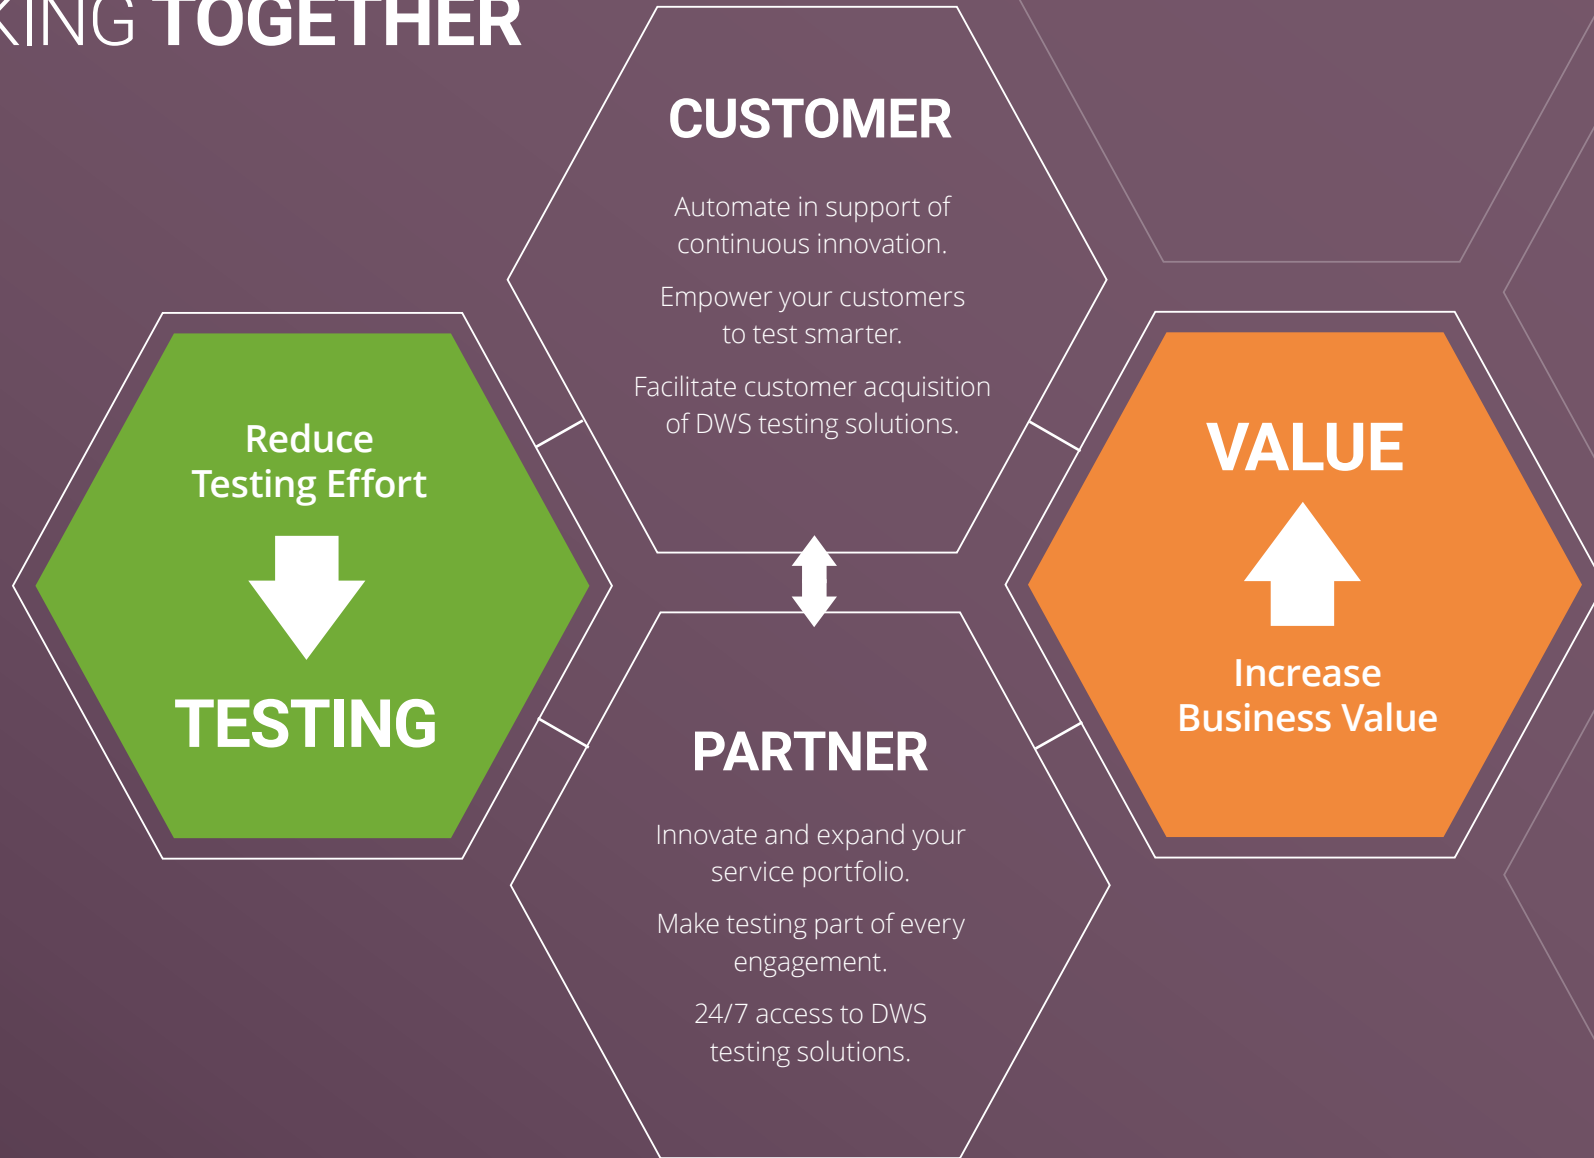 KING TOGETHER
CUSTOMER
Automate in support of
continuous innovation.
Empower your customers
to test smarter.
Facilitate customer acquisition
of DWS testing solutions.
Reduce
Testing Effort
TESTING
VALUE
Increase
Business Value
PARTNER
Innovate and expand your
service portfolio.
Make testing part of every
engagement.
24/7 access to DWS
testing solutions.